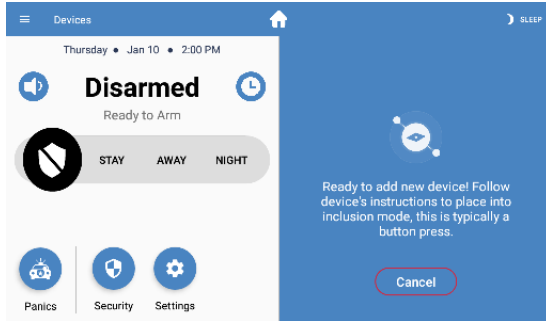 Devices
SLEEP
Thursday ● Jan 10 ● 2:00 PM
Disarmed
Ready to Arm
STAY AWAY NIGHT
Panics Security Settings
Ready to add new device! Follow
device's instructions to place into
inclusion mode, this is typically a
button press.
Cancel